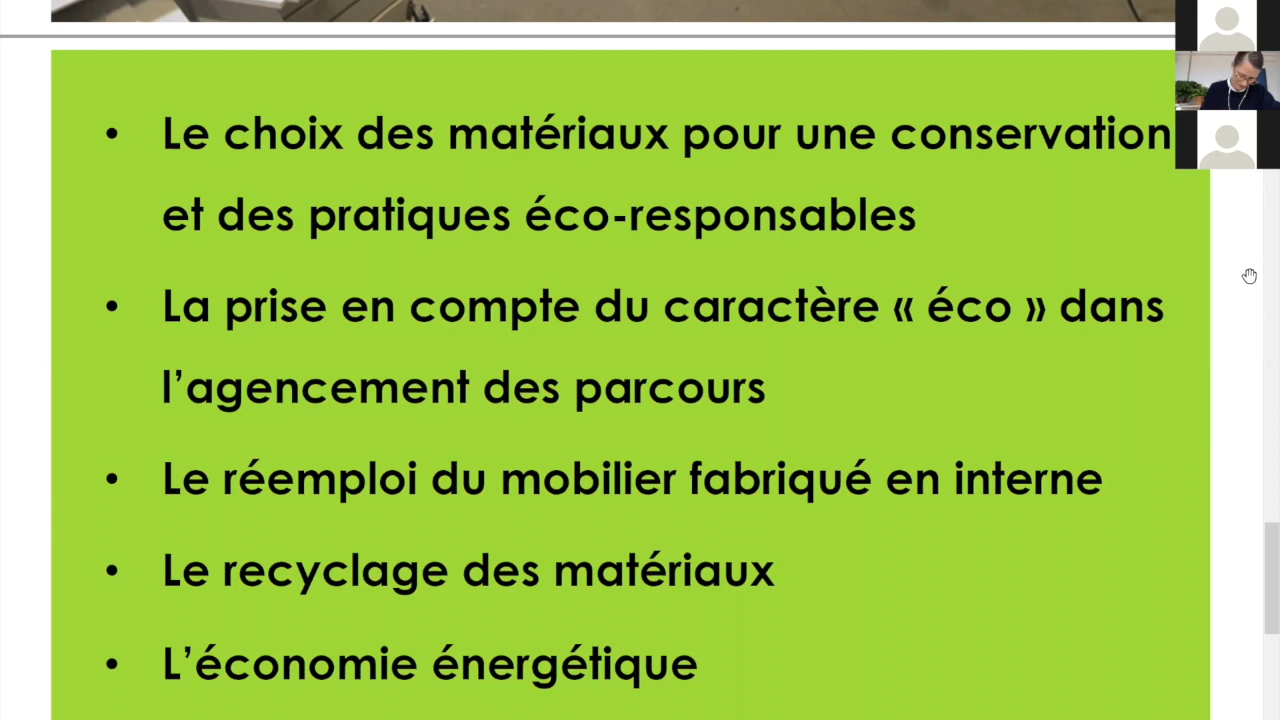 • Le choix des matériaux pour une conservation
et des pratiques éco-responsables
• La prise en compte du caractère « éco » dans
l’agencement des parcours
• Le réemploi du mobilier fabriqué en interne
• Le recyclage des matériaux
• L’économie énergétique